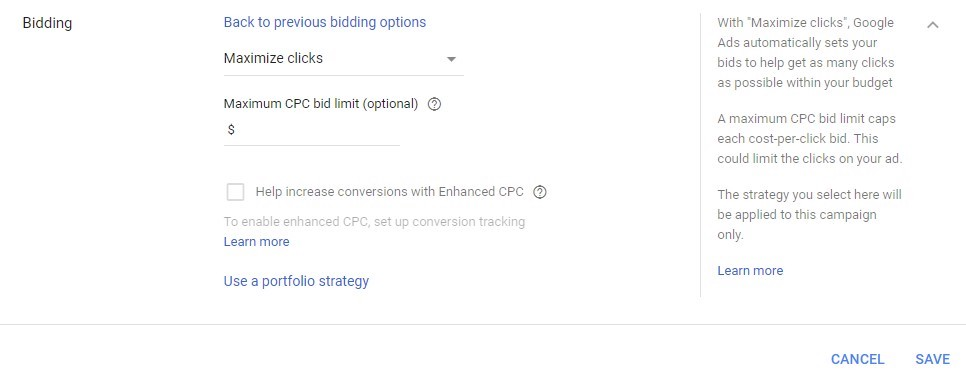 Bidding
Back to previous bidding options
Maximize clicks
Maximum CPC bid limit (optional) ?
$
Help increase conversions with Enhanced CPC ?
To enable enhanced CPC, set up conversion tracking
Learn more
Use a portfolio strategy
With "Maximize clicks", Google
Ads automatically sets your
bids to help get as many clicks
as possible within your budget
A maximum CPC bid limit caps
each cost-per-click bid. This
could limit the clicks on your ad.
The strategy you select here will
be applied to this campaign
only.
Learn more
CANCEL
SAVE